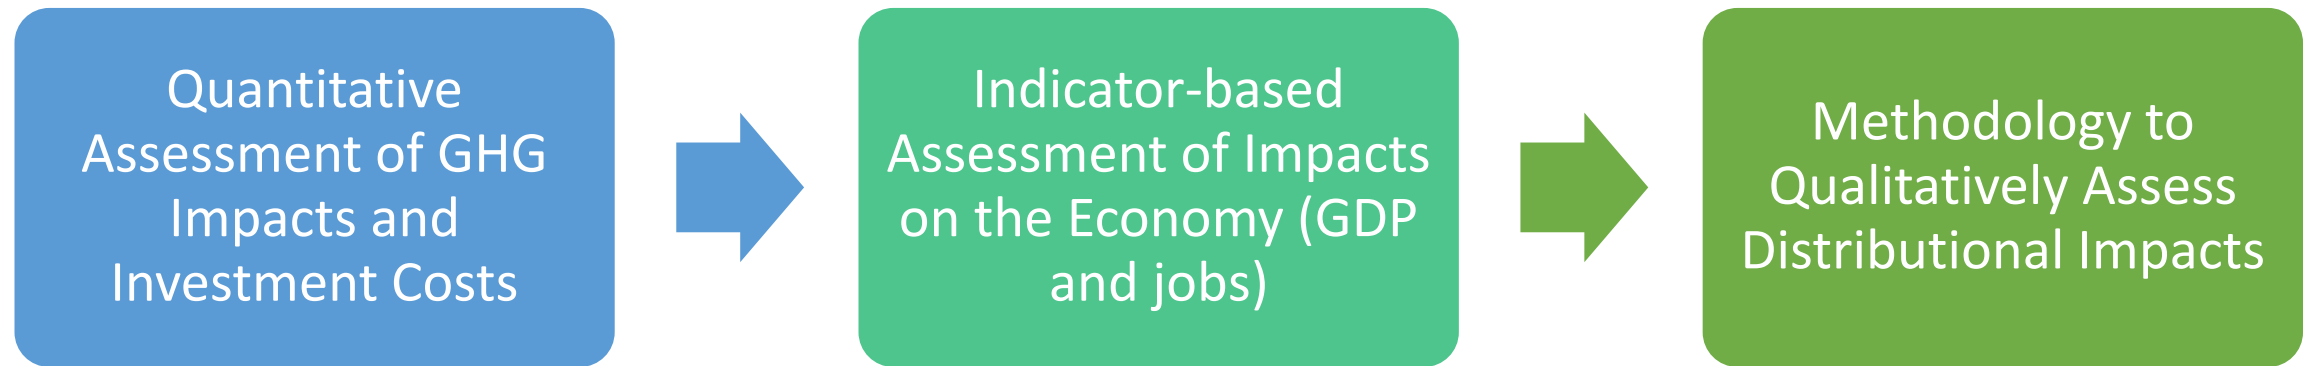 Quantitative
Assessment of GHG
Impacts and
Investment Costs
Indicator-based
Assessment of Impacts
on the Economy (GDP
and jobs)
Methodology to
Qualitatively Assess
Distributional Impacts